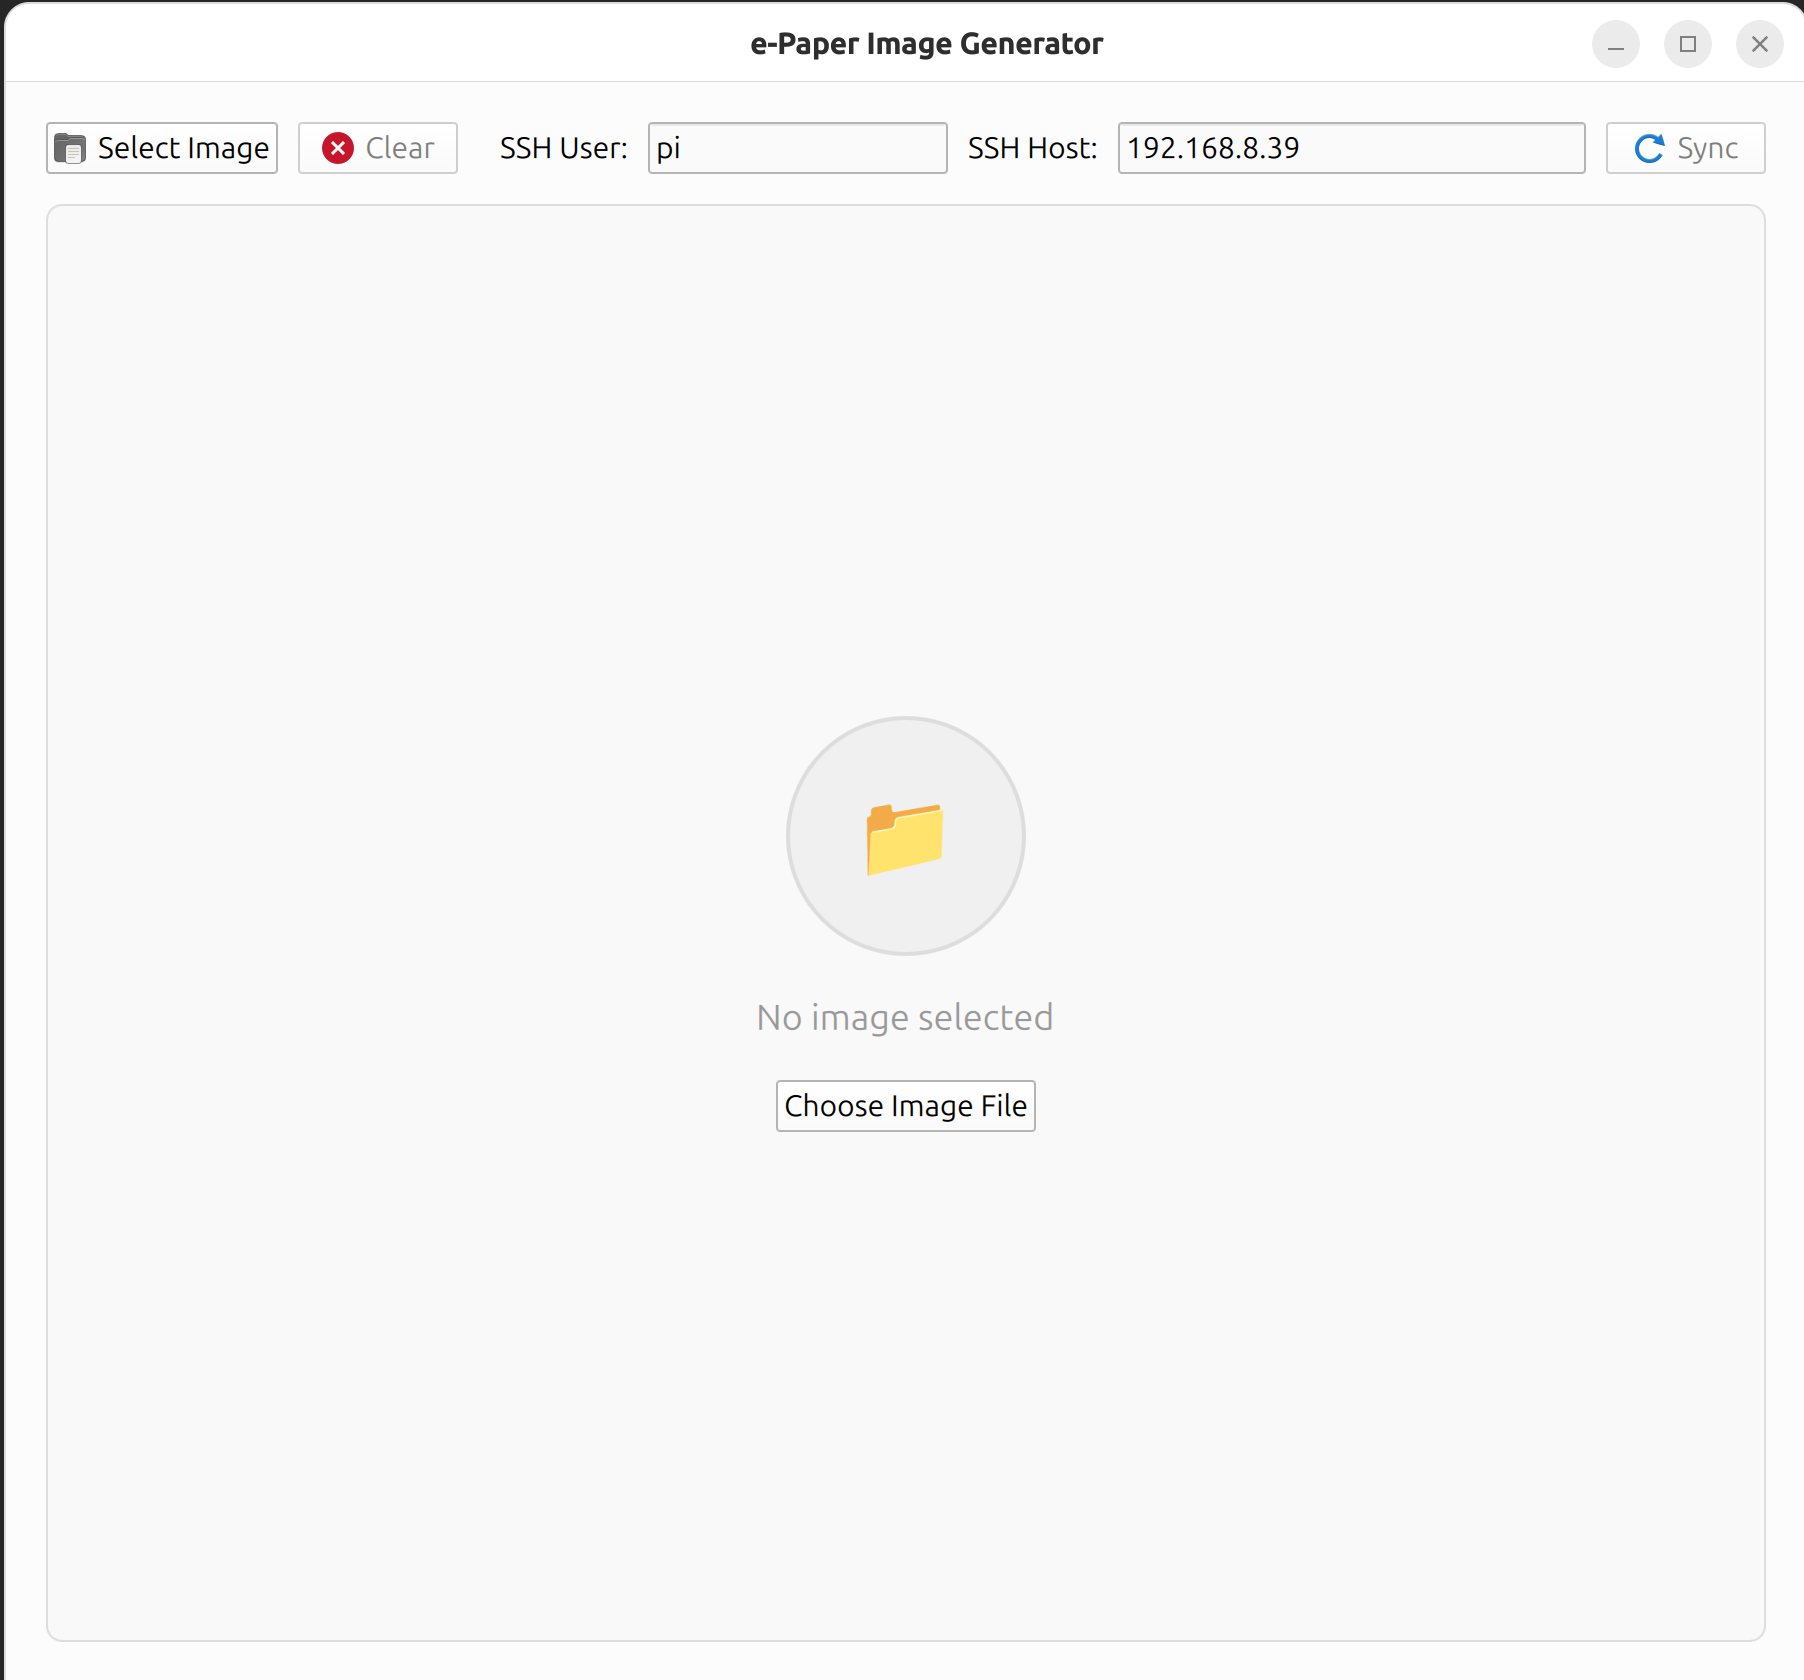 e-Paper Image Generator
Select Image Clear SSH User: pi SSH Host: 192.168.8.39 Sync
No image selected
Choose Image File